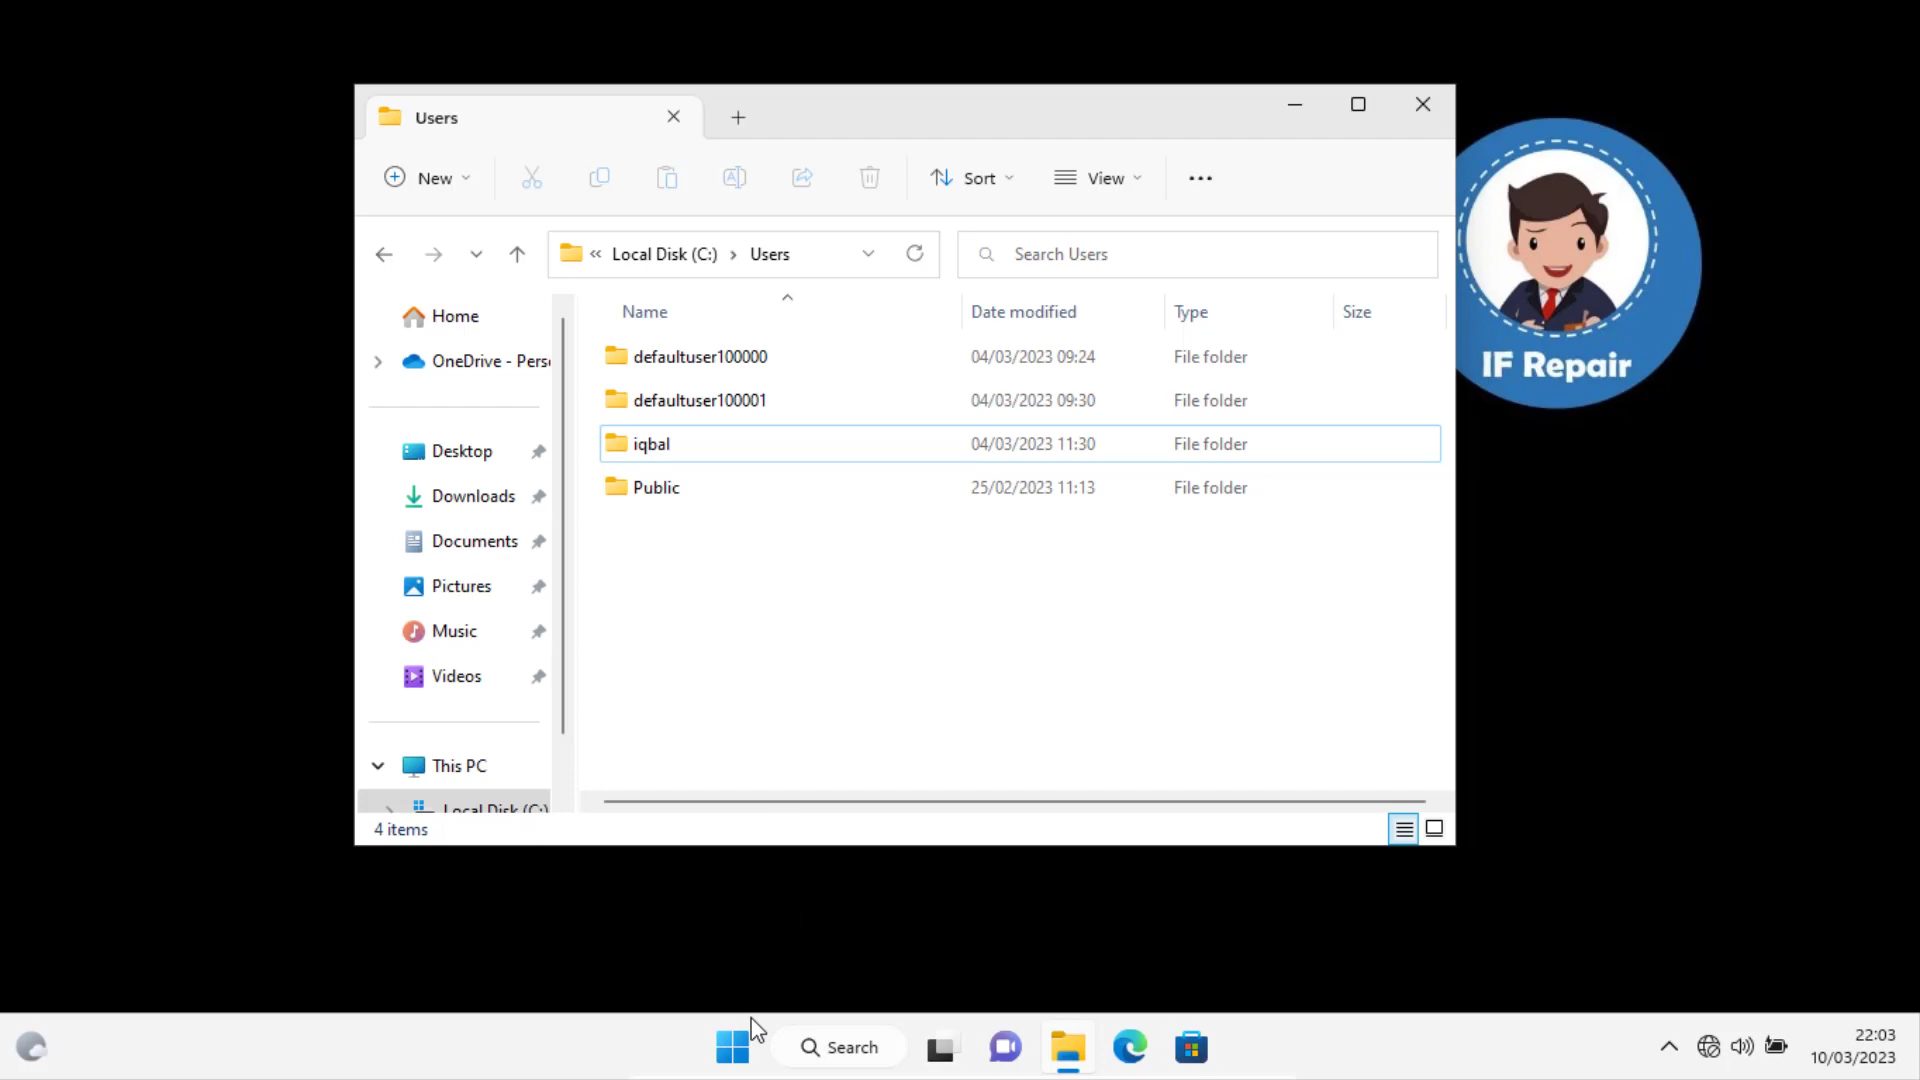 Users
New
Sort
View
Local Disk (C:)
Users
Search Users
Home
OneDrive - Pers
Desktop
Downloads
Documents
Pictures
Music
Videos
This PC
Local Disk (C:)
Name Date modified Type Size
defaultuser100000 04/03/2023 09:24 File folder
defaultuser100001 04/03/2023 09:30 File folder
iqbal 04/03/2023 11:30 File folder
Public 25/02/2023 11:13 File folder
4 items
IF Repair
Search
22:03
10/03/2023